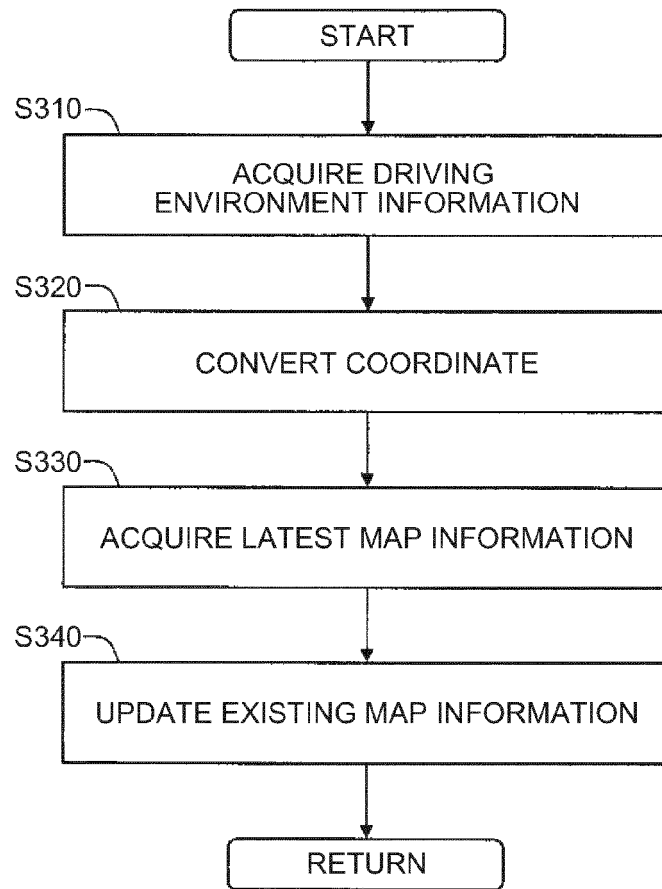 START
S310
ACQUIRE DRIVING
ENVIRONMENT INFORMATION
S320
CONVERT COORDINATE
S330
ACQUIRE LATEST MAP INFORMATION
S340
UPDATE EXISTING MAP INFORMATION
RETURN